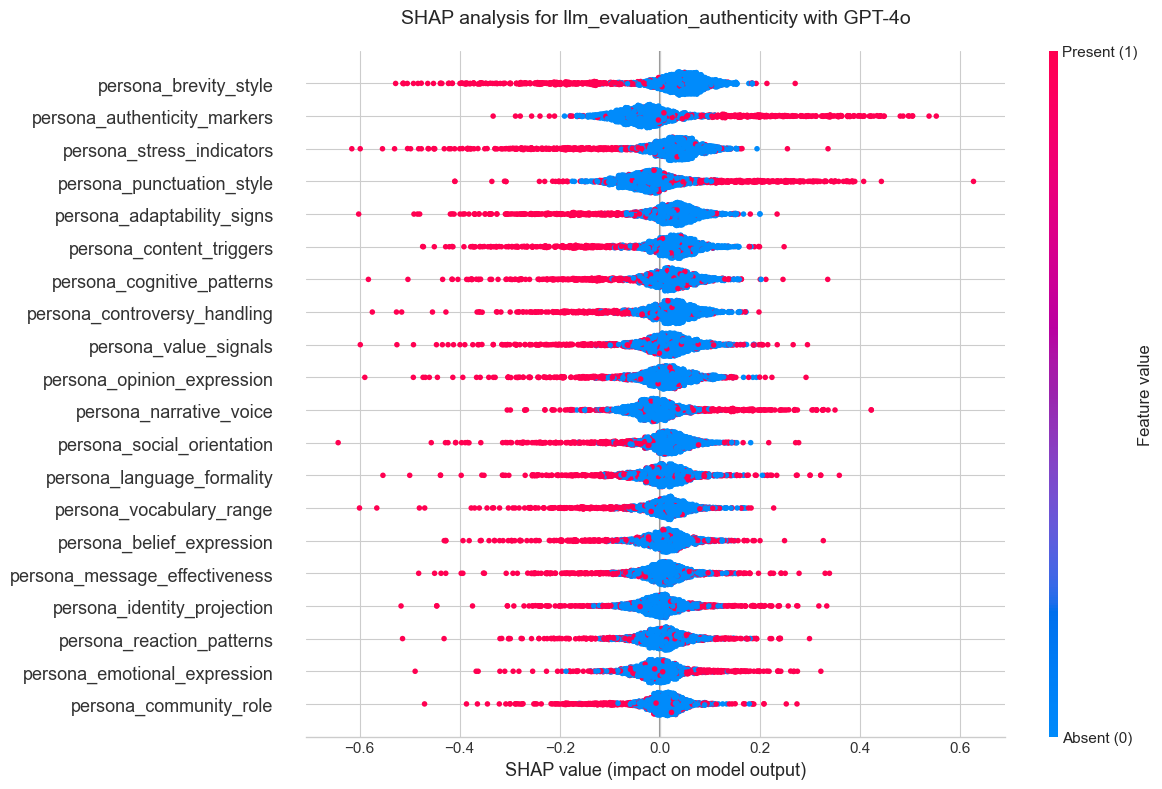 SHAP analysis for llm_evaluation_authenticity with GPT-4o
persona_brevity_style
persona_authenticity_markers
persona_stress_indicators
persona_punctuation_style
persona_adaptability_signs
persona_content_triggers
persona_cognitive_patterns
persona_controversy_handling
persona_value_signals
persona_opinion_expression
persona_narrative_voice
persona_social_orientation
persona_language_formality
persona_vocabulary_range
persona_belief_expression
persona_message_effectiveness
persona_identity_projection
persona_reaction_patterns
persona_emotional_expression
persona_community_role
−0.6 −0.4 −0.2 0.0 0.2 0.4 0.6
SHAP value (impact on model output)
Present (1)
Feature value
Absent (0)